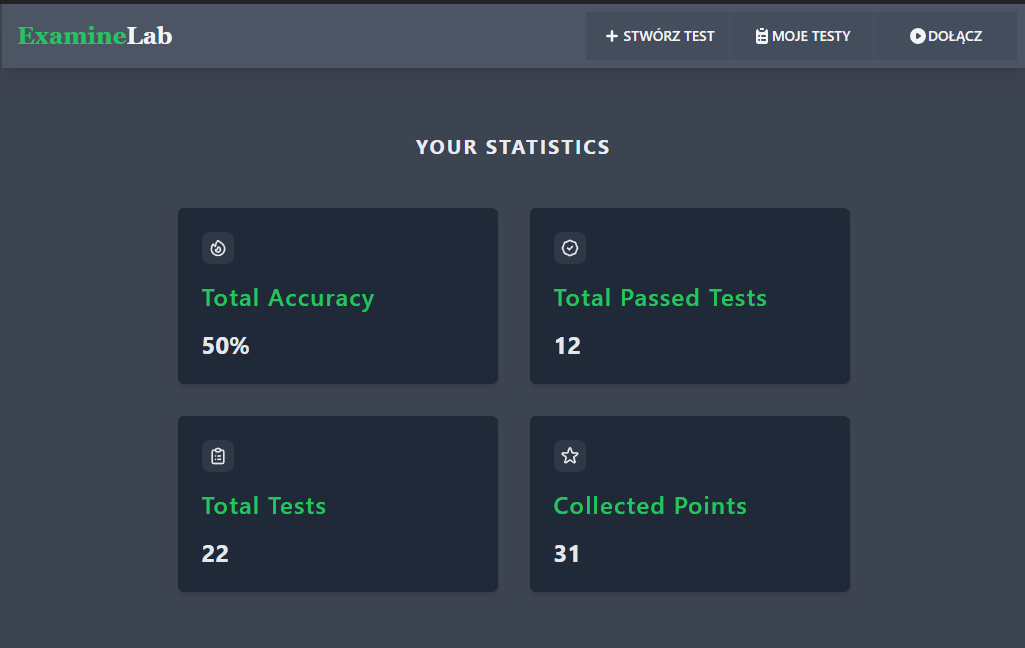 ExamineLab
STWÓRZ TEST
MOJE TESTY
DOŁĄCZ
YOUR STATISTICS
Total Accuracy
50%
Total Passed Tests
12
Total Tests
22
Collected Points
31